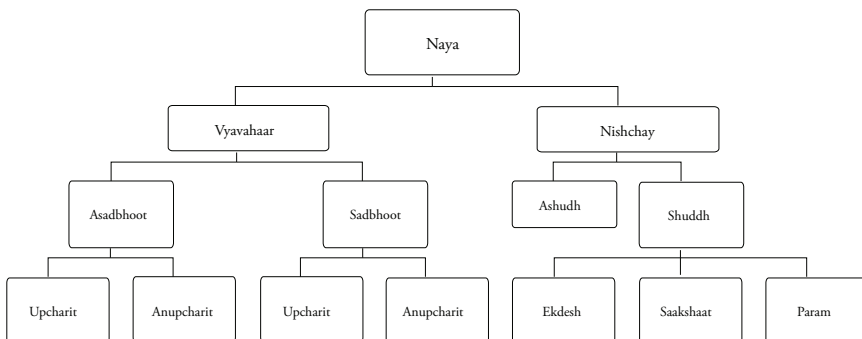 Naya
Vyavahaar
Nishchay
Asadbhoot
Sadbhoot
Ashudh
Shuddh
Upcharit
Anupcharit
Upcharit
Anupcharit
Ekdesh
Saakshaat
Param